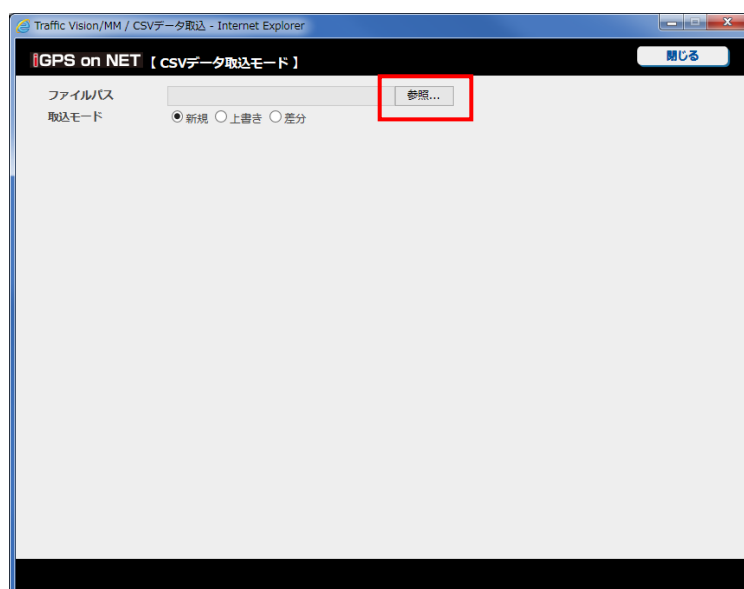 Traffic Vision/MM / CSVデータ取込 - Internet Explorer
iGPS on NET [ CSVデータ取込モード ] 閉じる
ファイルパス 参照...
取込モード 新規 上書き 差分